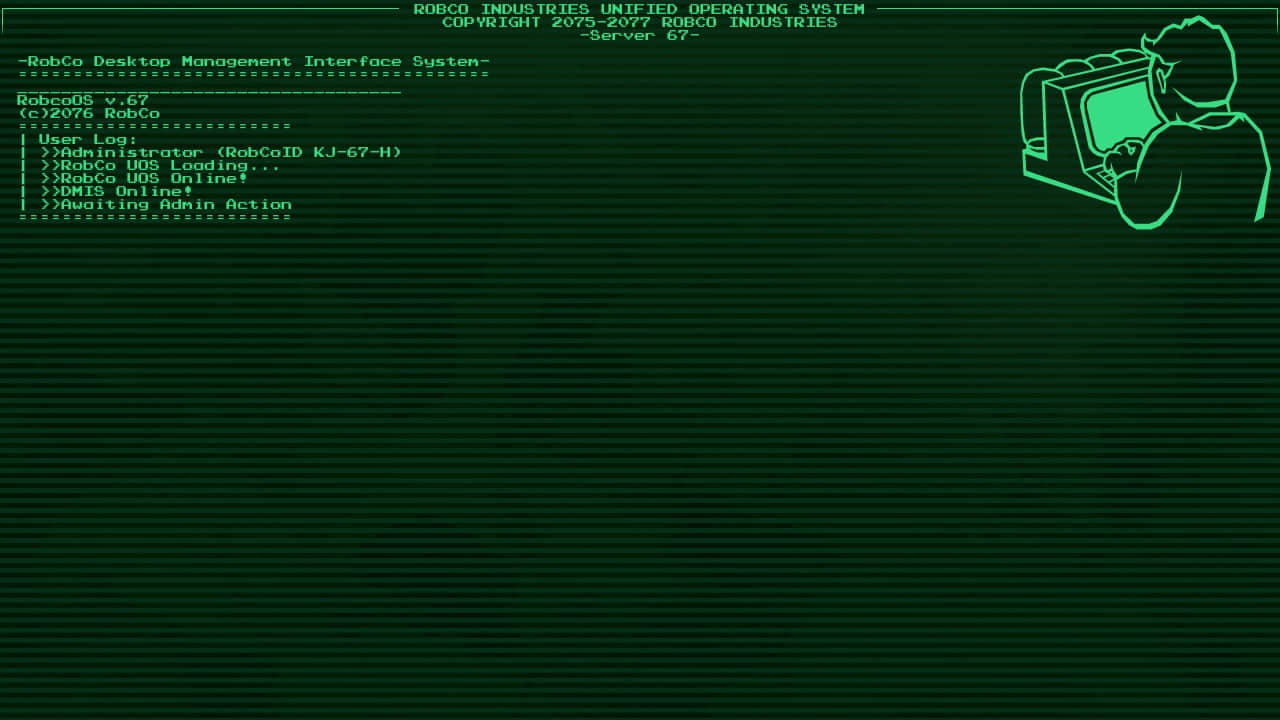 ROBCO INDUSTRIES UNIFIED OPERATING SYSTEM
COPYRIGHT 2075-2077 ROBCO INDUSTRIES
-Server 67-
-RobCo Desktop Management Interface System-
===========================================
___________________________________
RobcoOS v.67
(c)2076 RobCo
=========================
| User Log:
| >>Administrator (RobCoID KJ-67-H)
| >>RobCo UOS Loading...
| >>RobCo UOS Online!
| >>DMIS Online!
| >>Awaiting Admin Action
=========================